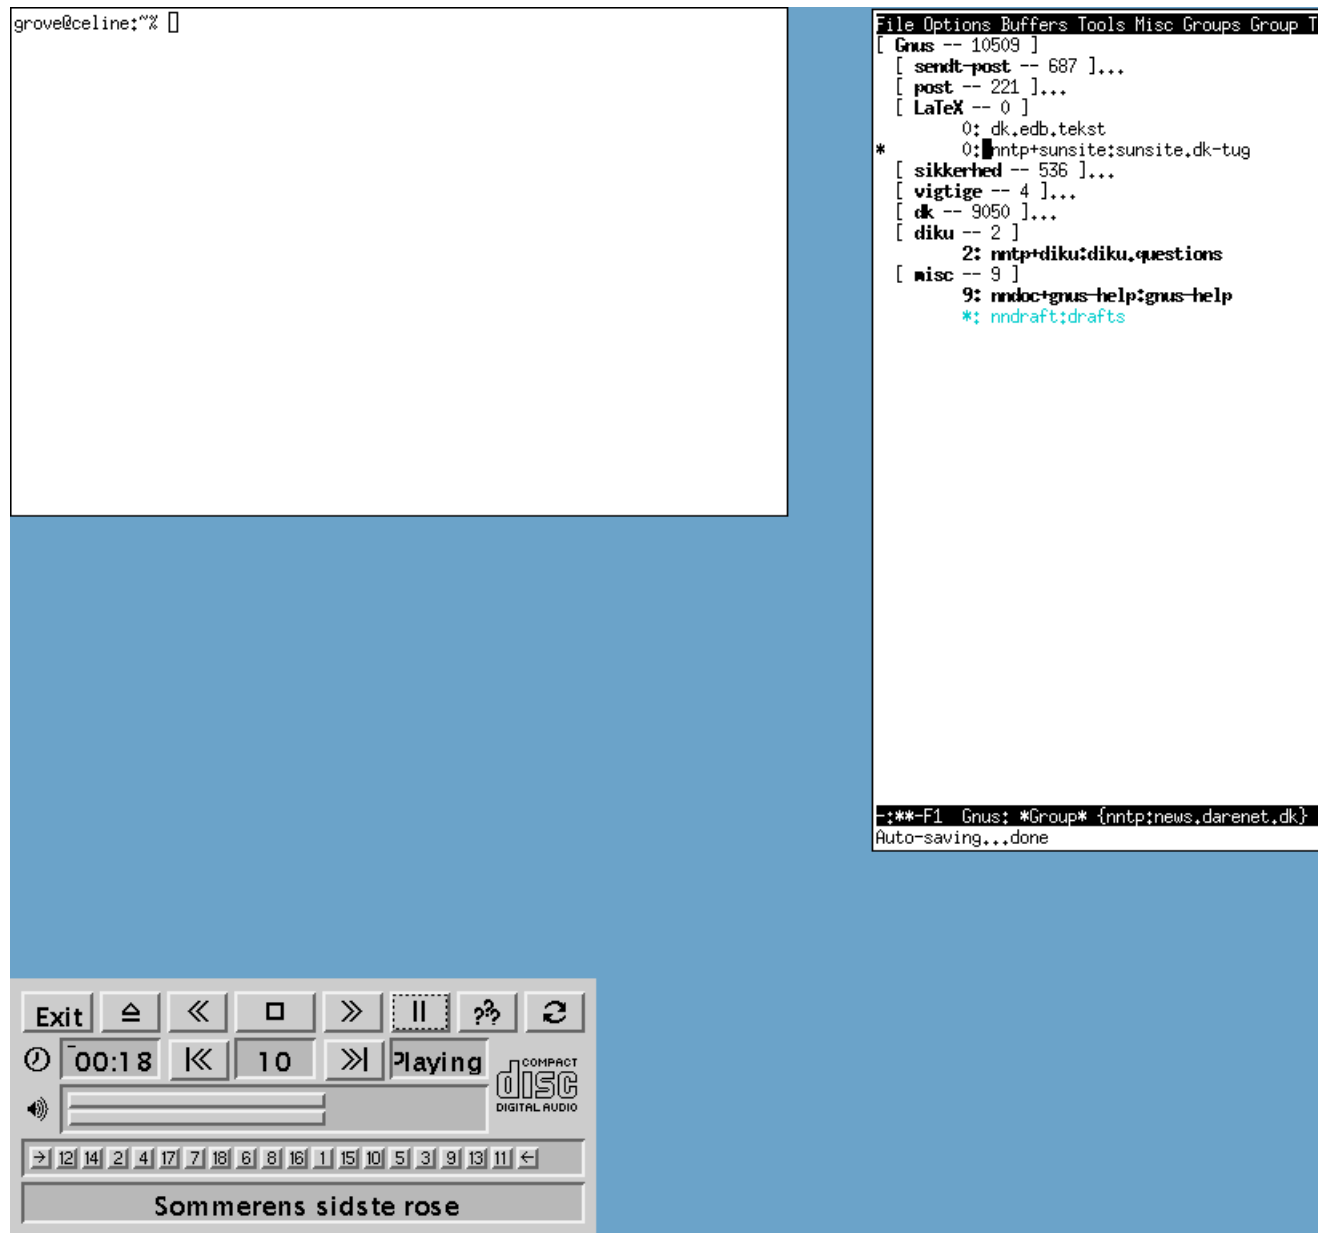 grove@celine:~%
File Options Buffers Tools Misc Groups Group T
[ Gnus -- 10509 ]
[ sendt-post -- 687 ]...
[ post -- 221 ]...
[ LaTeX -- 0 ]
0: dk.edb.tekst
* 0: nntp+sunsite:sunsite.dk-tug
[ sikkerhed -- 536 ]...
[ vigtige -- 4 ]...
[ dk -- 9050 ]...
[ diku -- 2 ]
2: nntp+diku:diku.questions
[ misc -- 9 ]
9: nndoc+gnus-help:gnus-help
*: nndraft:drafts
-:**-F1 Gnus: *Group* {nntp:news.darenet.dk}
Auto-saving...done
Exit ??
-00:18 10 Playing
COMPACT
disc
DIGITAL AUDIO
→ 12 14 2 4 17 7 18 6 8 16 1 15 10 5 3 9 13 11 ←
Sommerens sidste rose